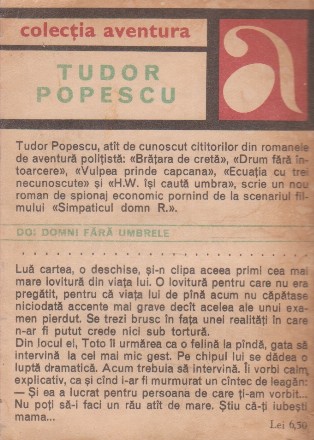 colecția aventura
a
TUDOR
POPESCU
Tudor Popescu, atît de cunoscut cititorilor din romanele
de aventură polițistă: «Brățara de cretă», «Drum fără în-
toarcere», «Vulpea prinde capcana», «Ecuația cu trei
necunoscute» și «H.W. își caută umbra», scrie un nou
roman de spionaj economic pornind de la scenariul fil-
mului «Simpaticul domn R.».
DOI DOMNI FĂRĂ UMBRELE
Luă cartea, o deschise, și-n clipa aceea primi cea mai
mare lovitură din viața lui. O lovitură pentru care nu era
pregătit, pentru că viața lui de pînă acum nu căpătase
niciodată accente mai grave decît acelea ale unui exa-
men pierdut. Se trezi brusc în fața unei realități în care
n-ar fi putut crede nici sub tortură.
Din locul ei, Toto îl urmărea ca o felină la pîndă, gata să
intervină la cel mai mic gest. Pe chipul lui se dădea o
luptă dramatică. Acum trebuia să intervină. Îi vorbi calm,
explicativ, ca și cînd i-ar fi murmurat un cîntec de leagăn:
— Și ea a lucrat pentru persoana de care ți-am vorbit...
Nu poți să-i faci un rău atît de mare. Știu că-ți iubești
mama...
Lei 6,50